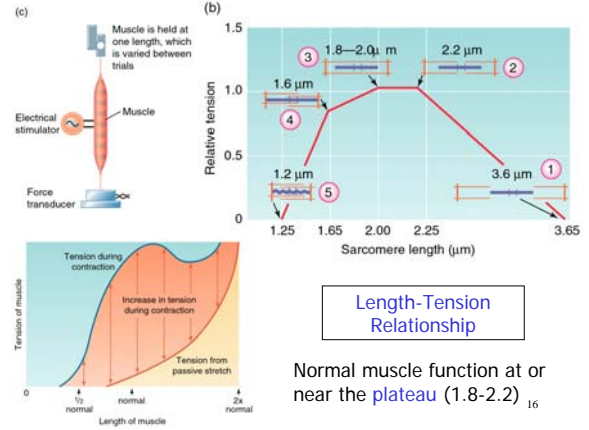 (c)
Muscle is held at
one length, which
is varied between
trials
Muscle
Electrical
stimulator
Force
transducer
(b)
1.5
1.0
0.5
0
Relative tension
1.8—2.0µ m
3
2.2 µm
2
1.6 µm
4
1.2 µm
5
3.6 µm
1
1.25
1.65
2.00
2.25
3.65
Sarcomere length (µm)
Tension of muscle
Tension during
contraction
Increase in tension
during contraction
Tension from
passive stretch
0
1/2
normal
normal
2x
normal
Length of muscle
Length-Tension
Relationship
Normal muscle function at or
near the plateau (1.8-2.2)
16